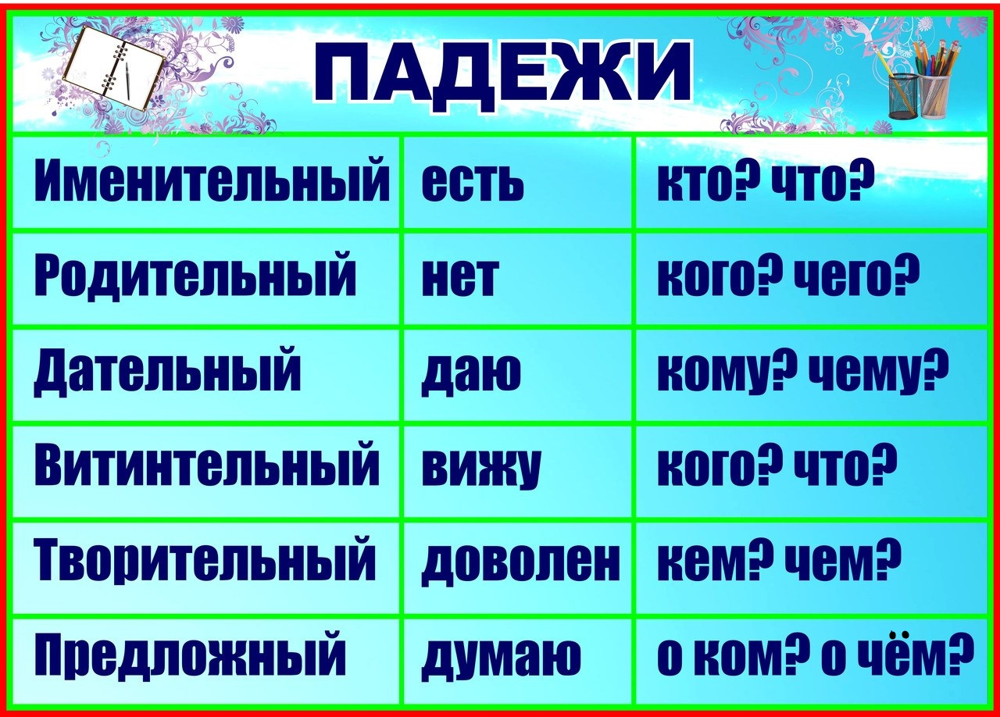 ПАДЕЖИ
Именительный есть кто? что?
Родительный нет кого? чего?
Дательный даю кому? чему?
Витинтельный вижу кого? что?
Творительный доволен кем? чем?
Предложный думаю о ком? о чём?